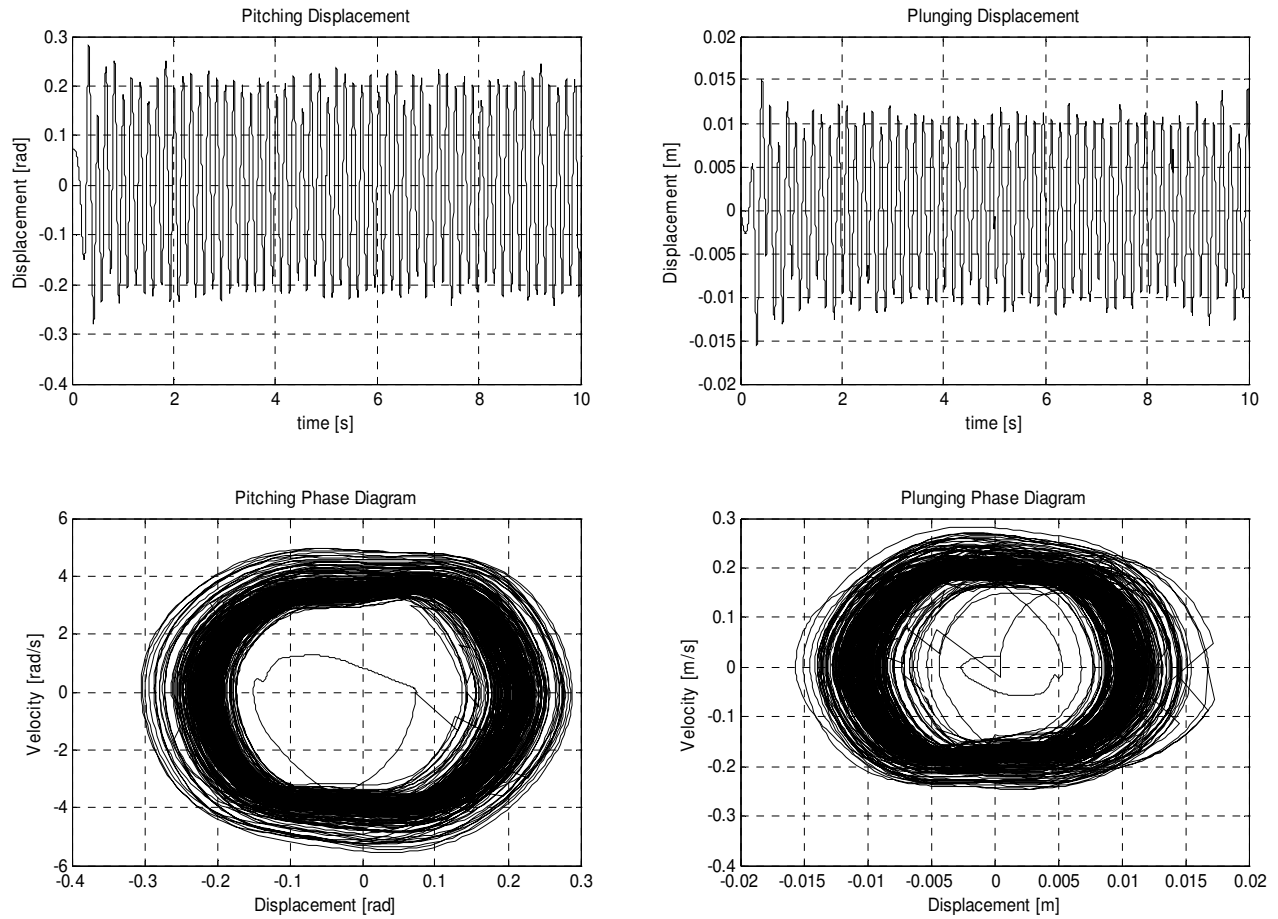 Pitching Displacement
0.3
0.2
0.1
0
-0.1
-0.2
-0.3
-0.4
Displacement [rad]
0 2 4 6 8 10
time [s]
Plunging Displacement
0.02
0.015
0.01
0.005
0
-0.005
-0.01
-0.015
-0.02
Displacement [m]
0 2 4 6 8 10
time [s]
Pitching Phase Diagram
6
4
2
0
-2
-4
-6
Velocity [rad/s]
-0.4 -0.3 -0.2 -0.1 0 0.1 0.2 0.3
Displacement [rad]
Plunging Phase Diagram
0.3
0.2
0.1
0
-0.1
-0.2
-0.3
-0.4
Velocity [m/s]
-0.02 -0.015 -0.01 -0.005 0 0.005 0.01 0.015 0.02
Displacement [m]